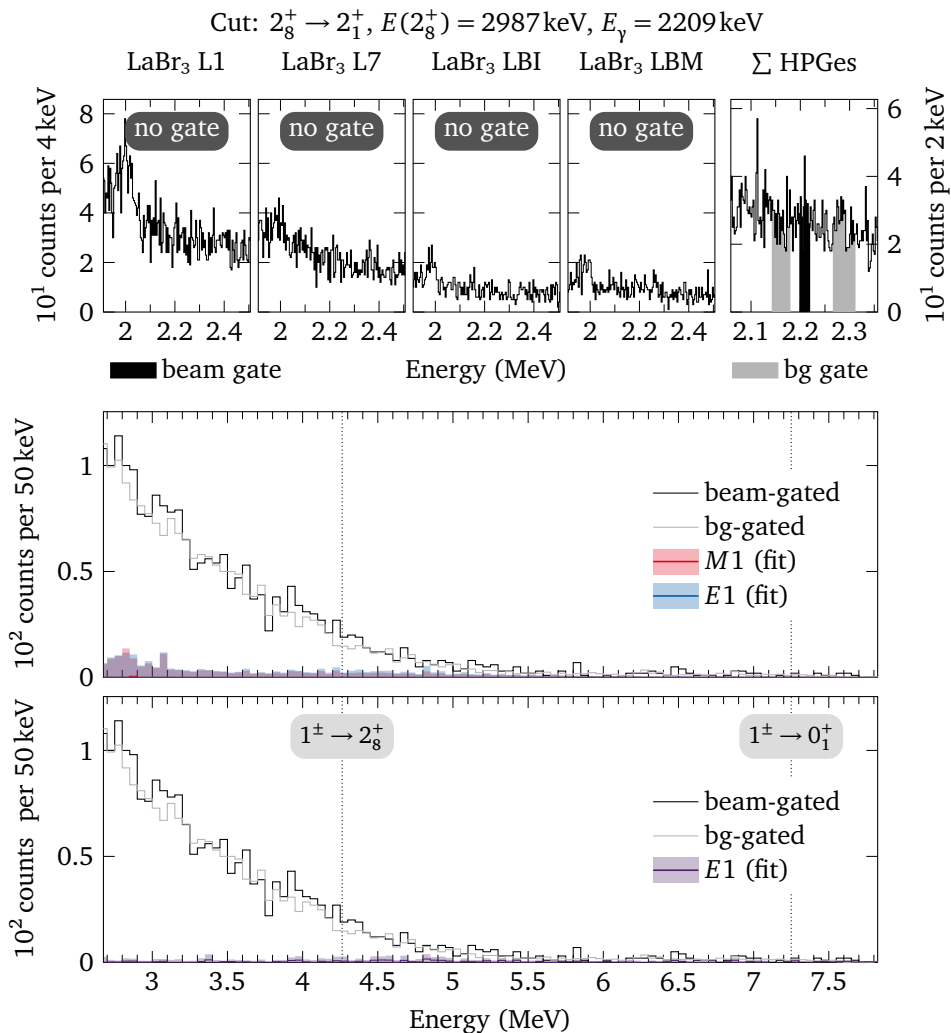 Cut: 2₈⁺ → 2₁⁺, E(2₈⁺) = 2987 keV, Eᵧ = 2209 keV
LaBr₃ L1 LaBr₃ L7 LaBr₃ LBI LaBr₃ LBM ∑ HPGes
no gate no gate no gate no gate
10¹ counts per 4 keV
8
6
4
2
0
10¹ counts per 2 keV
6
4
2
0
2 2.2 2.4 2 2.2 2.4 2 2.2 2.4 2 2.2 2.4 2.1 2.2 2.3
beam gate Energy (MeV) bg gate
10² counts per 50 keV
1
0.5
0
beam-gated
bg-gated
M1 (fit)
E1 (fit)
10² counts per 50 keV
1
0.5
0
1± → 2₈⁺ 1± → 0₁⁺
beam-gated
bg-gated
E1 (fit)
3 3.5 4 4.5 5 5.5 6 6.5 7 7.5
Energy (MeV)